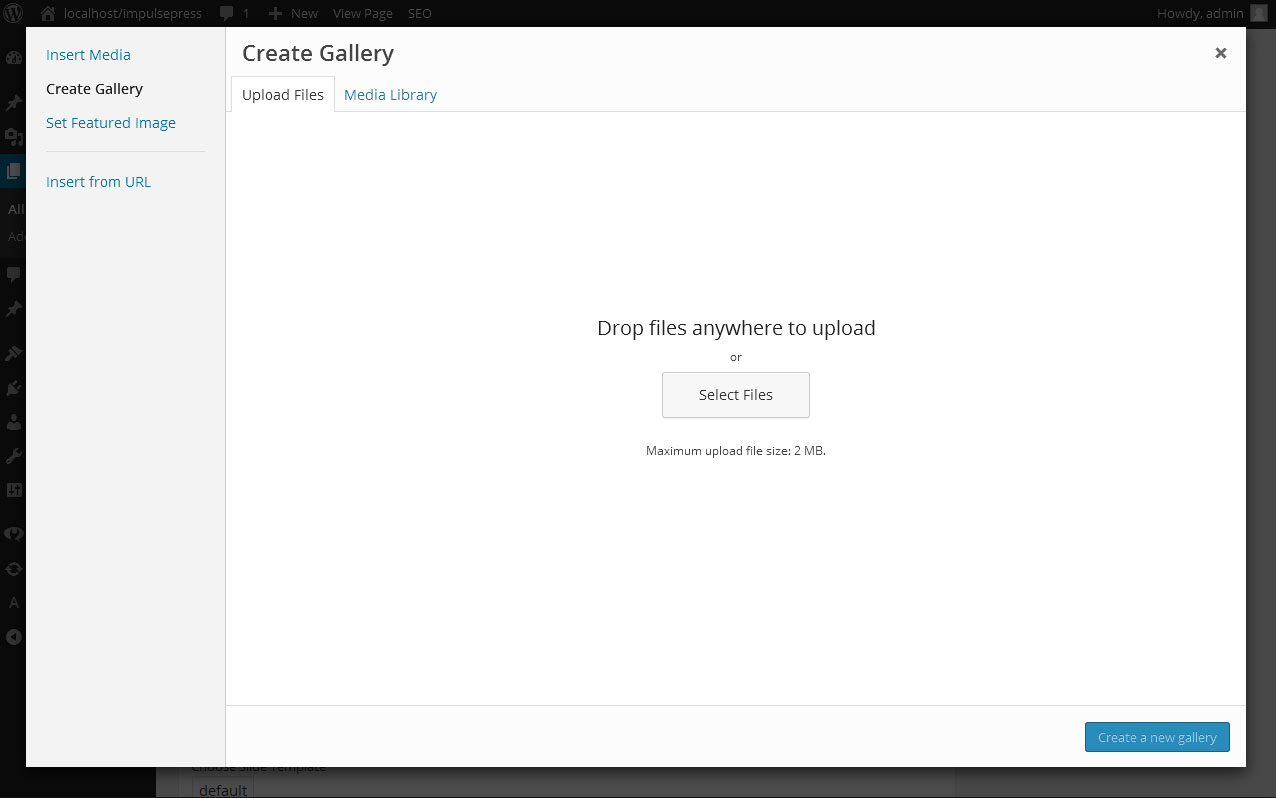 localhost/impulsepress 1 New View Page SEO Howdy, admin
Insert Media
Create Gallery
Set Featured Image
Insert from URL
Create Gallery
Upload Files Media Library
All
Drop files anywhere to upload
or
Select Files
Maximum upload file size: 2 MB.
A
Create a new gallery
Choose Slide Template
default